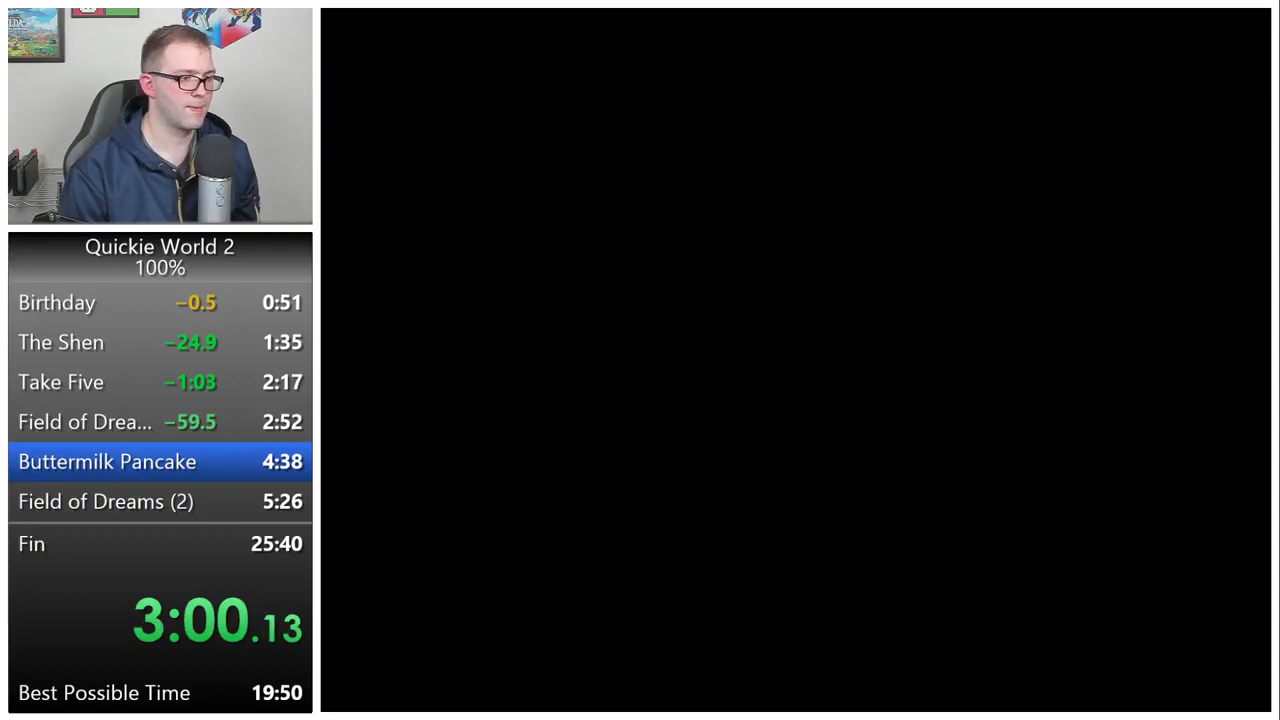 Quickie World 2
100%
Birthday −0.5 0:51
The Shen −24.9 1:35
Take Five −1:03 2:17
Field of Drea... −59.5 2:52
Buttermilk Pancake 4:38
Field of Dreams (2) 5:26
Fin 25:40
3:00.13
Best Possible Time 19:50